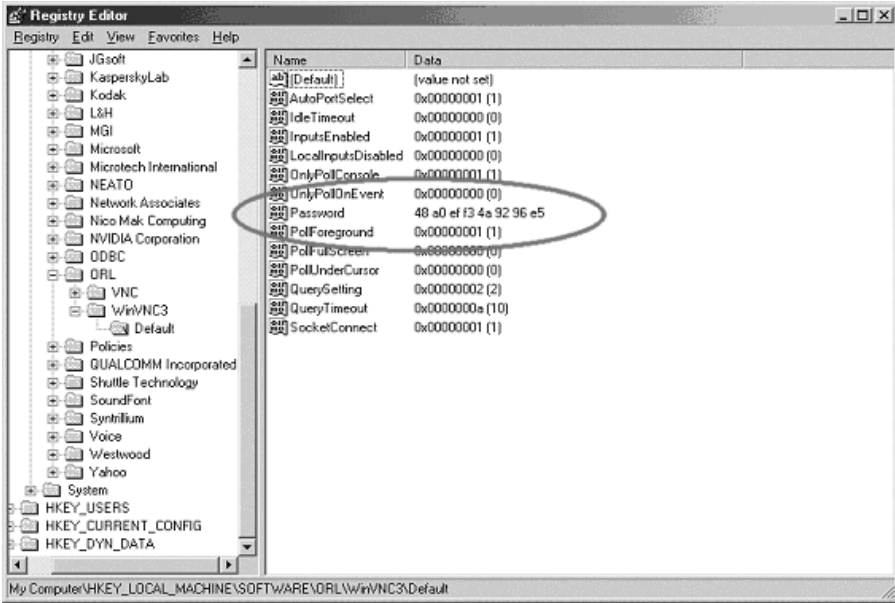 Registry Editor
Registry Edit View Favorites Help
JGsoft
KasperskyLab
Kodak
L&H
MGI
Microsoft
Microtech International
NEATO
Network Associates
Nico Mak Computing
NVIDIA Corporation
ODBC
ORL
VNC
WinVNC3
Default
Policies
QUALCOMM Incorporated
Shuttle Technology
SoundFont
Syntrillium
Voice
Westwood
Yahoo
System
HKEY_USERS
HKEY_CURRENT_CONFIG
HKEY_DYN_DATA
Name Data
(Default) (value not set)
AutoPortSelect 0x00000001 (1)
IdleTimeout 0x00000000 (0)
InputsEnabled 0x00000001 (1)
LocalInputsDisabled 0x00000000 (0)
OnlyPollConsole 0x00000001 (1)
OnlyPollOnEvent 0x00000000 (0)
Password 48 a0 ef f3 4a 92 96 e5
PollForeground 0x00000001 (1)
PollFullScreen 0x00000000 (0)
PollUnderCursor 0x00000000 (0)
QuerySetting 0x00000002 (2)
QueryTimeout 0x0000000a (10)
SocketConnect 0x00000001 (1)
My Computer\HKEY_LOCAL_MACHINE\SOFTWARE\ORL\WinVNC3\Default